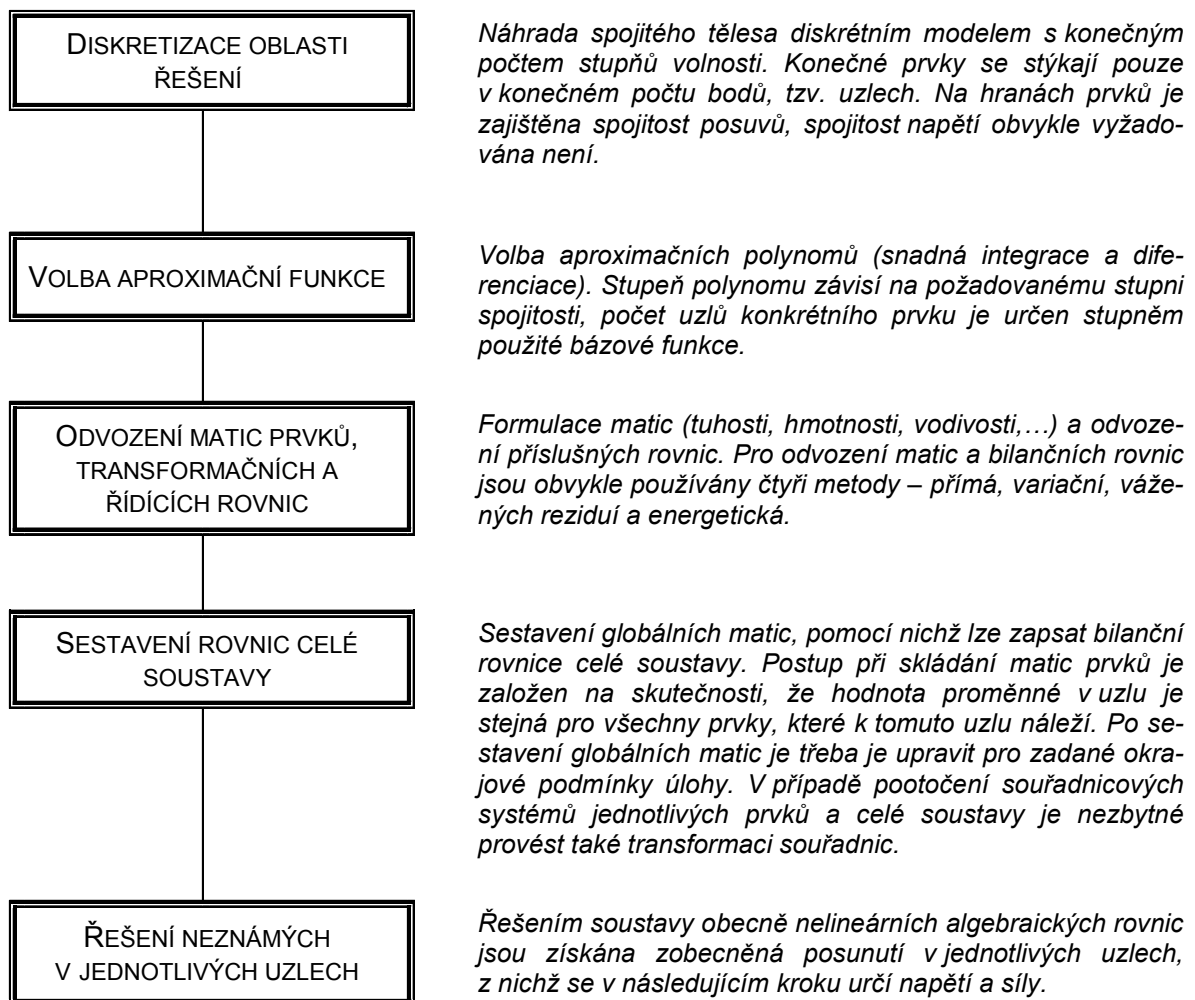 DISKRETIZACE OBLASTI
ŘEŠENÍ
Náhrada spojitého tělesa diskrétním modelem s konečným
počtem stupňů volnosti. Konečné prvky se stýkají pouze
v konečném počtu bodů, tzv. uzlech. Na hranách prvků je
zajištěna spojitost posuvů, spojitost napětí obvykle vyžado-
vána není.
VOLBA APROXIMAČNÍ FUNKCE
Volba aproximačních polynomů (snadná integrace a dife-
renciace). Stupeň polynomu závisí na požadovanému stupni
spojitosti, počet uzlů konkrétního prvku je určen stupněm
použité bázové funkce.
ODVOZENÍ MATIC PRVKŮ,
TRANSFORMAČNÍCH A
ŘÍDÍCÍCH ROVNIC
Formulace matic (tuhosti, hmotnosti, vodivosti,…) a odvoze-
ní příslušných rovnic. Pro odvození matic a bilančních rovnic
jsou obvykle používány čtyři metody – přímá, variační, váže-
ných reziduí a energetická.
SESTAVENÍ ROVNIC CELÉ
SOUSTAVY
Sestavení globálních matic, pomocí nichž lze zapsat bilanční
rovnice celé soustavy. Postup při skládání matic prvků je
založen na skutečnosti, že hodnota proměnné v uzlu je
stejná pro všechny prvky, které k tomuto uzlu náleží. Po se-
stavení globálních matic je třeba je upravit pro zadané okra-
jové podmínky úlohy. V případě pootočení souřadnicových
systémů jednotlivých prvků a celé soustavy je nezbytné
provést také transformaci souřadnic.
ŘEŠENÍ NEZNÁMÝCH
V JEDNOTLIVÝCH UZLECH
Řešením soustavy obecně nelineárních algebraických rovnic
jsou získána zobecněná posunutí v jednotlivých uzlech,
z nichž se v následujícím kroku určí napětí a síly.